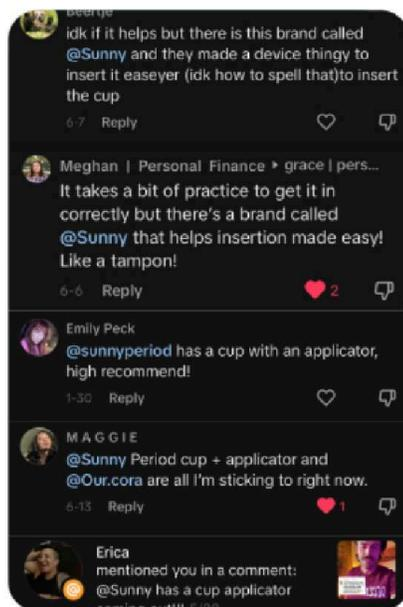 Beertje
idk if it helps but there is this brand called
@Sunny and they made a device thingy to
insert it easeyer (idk how to spell that)to insert
the cup
6-7 Reply
Meghan | Personal Finance ▸ grace | pers...
It takes a bit of practice to get it in
correctly but there's a brand called
@Sunny that helps insertion made easy!
Like a tampon!
6-6 Reply 2
Emily Peck
@sunnyperiod has a cup with an applicator,
high recommend!
1-30 Reply
MAGGIE
@Sunny Period cup + applicator and
@Our.cora are all I'm sticking to right now.
6-13 Reply 1
Erica
mentioned you in a comment:
@Sunny has a cup applicator